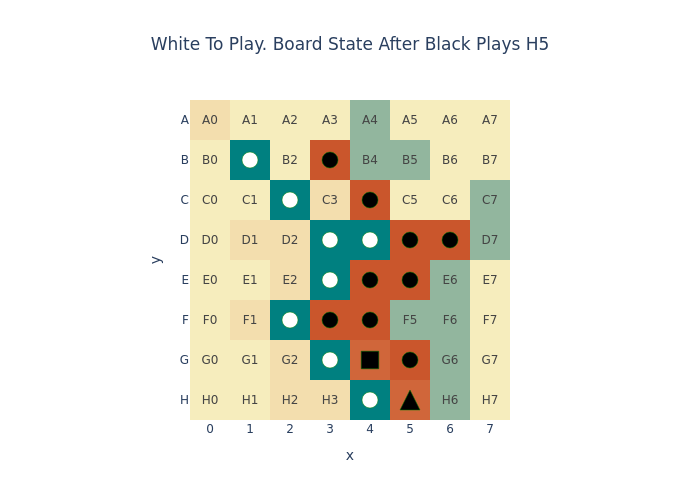 White To Play. Board State After Black Plays H5
A A0 A1 A2 A3 A4 A5 A6 A7
B B0 B2 B4 B5 B6 B7
C C0 C1 C3 C5 C6 C7
D D0 D1 D2 D7
E E0 E1 E2 E6 E7
F F0 F1 F5 F6 F7
G G0 G1 G2 G6 G7
H H0 H1 H2 H3 H6 H7
0 1 2 3 4 5 6 7
x
y